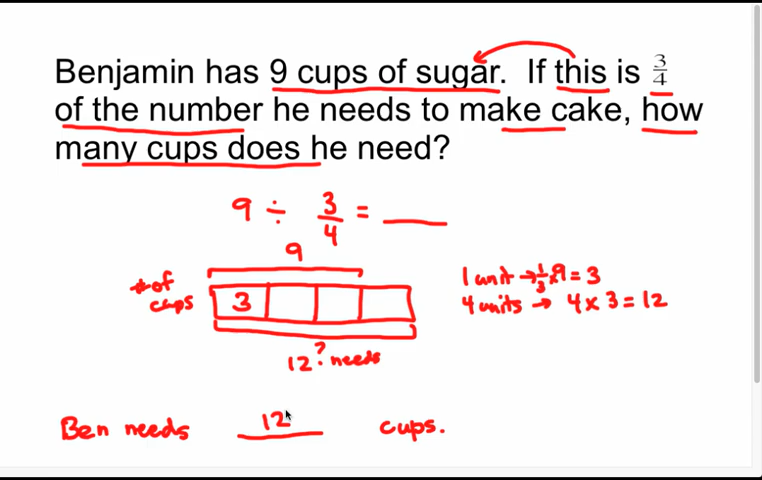 Benjamin has 9 cups of sugar. If this is 3/4
of the number he needs to make cake, how
many cups does he need?
9 ÷ 3/4 = ____
9
# of
cups
3
1 unit → 1/3 · 9 = 3
4 units → 4 x 3 = 12
12 ? needs
Ben needs 12 cups.